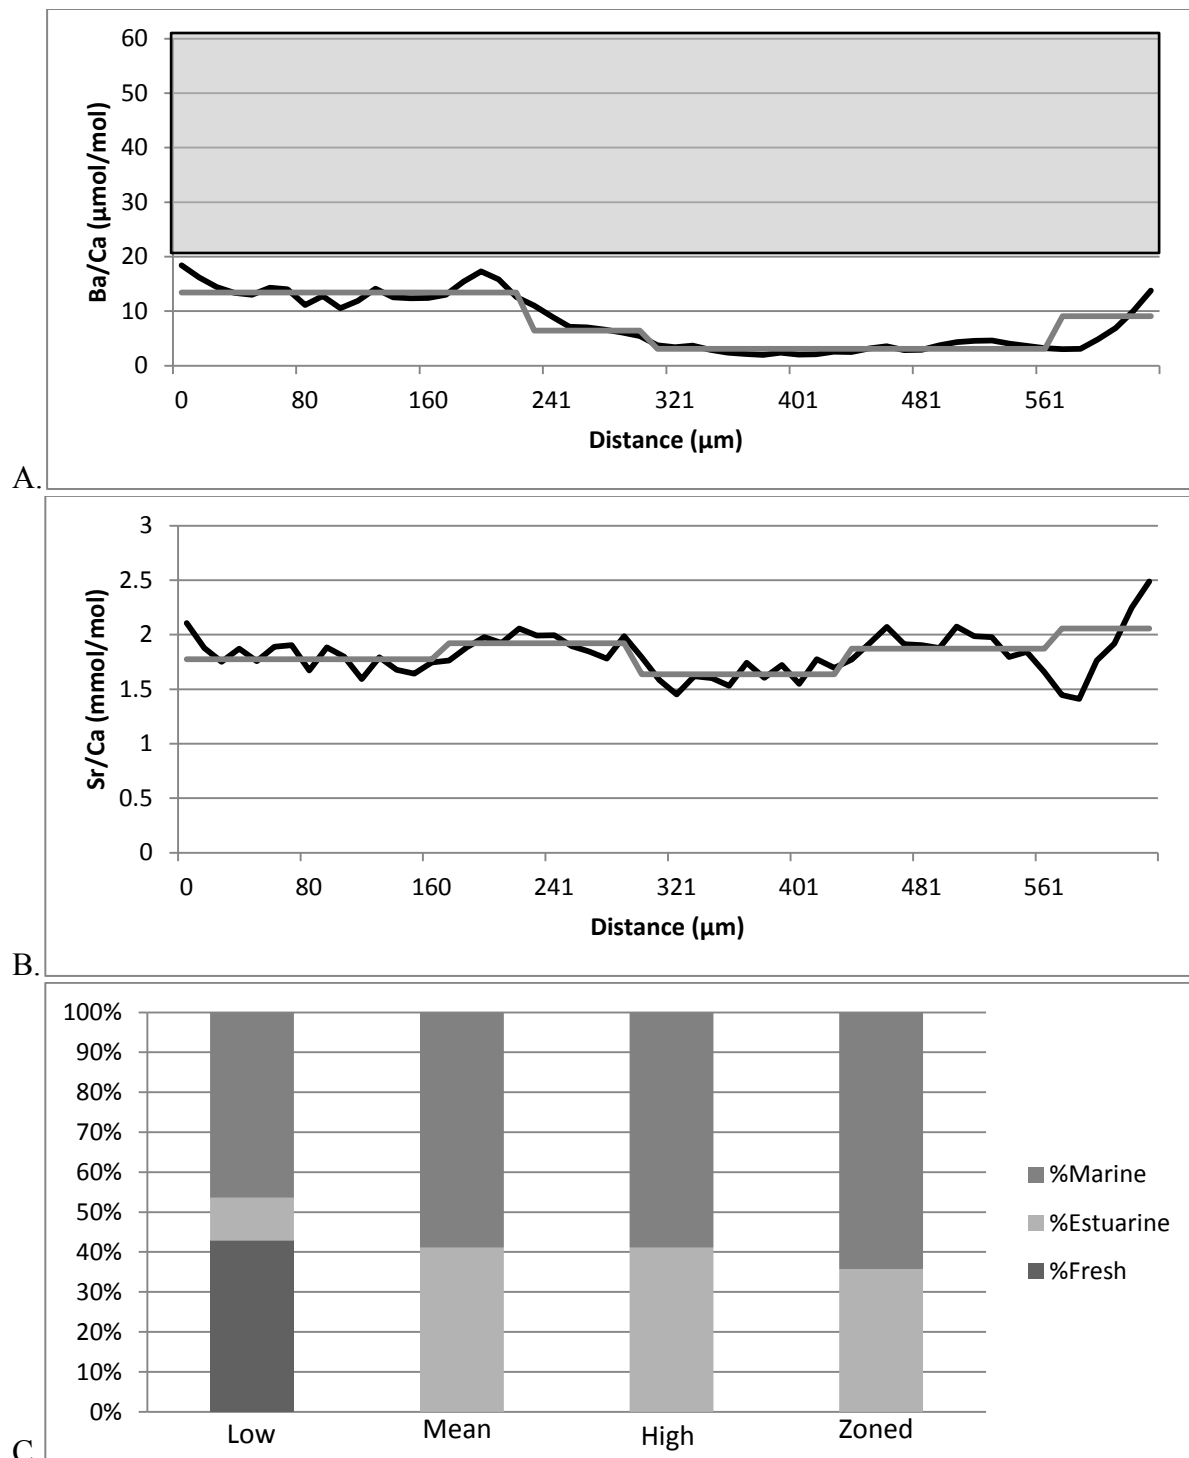 60
50
40
30
20
10
0
Ba/Ca (µmol/mol)
0 80 160 241 321 401 481 561
Distance (µm)
A.
3
2.5
2
1.5
1
0.5
0
Sr/Ca (mmol/mol)
0 80 160 241 321 401 481 561
Distance (µm)
B.
100%
90%
80%
70%
60%
50%
40%
30%
20%
10%
0%
Low Mean High Zoned
%Marine
%Estuarine
%Fresh
C